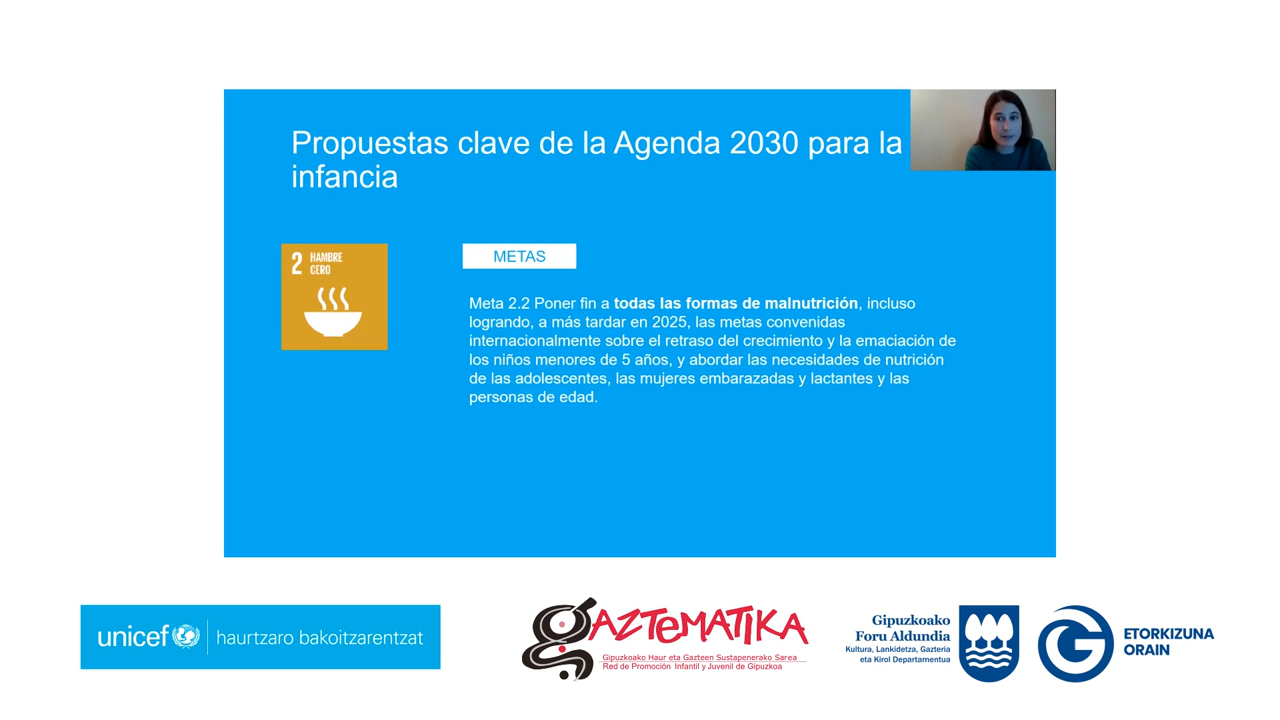 Propuestas clave de la Agenda 2030 para la
infancia
2 HAMBRE
CERO
METAS
Meta 2.2 Poner fin a todas las formas de malnutrición, incluso
logrando, a más tardar en 2025, las metas convenidas
internacionalmente sobre el retraso del crecimiento y la emaciación de
los niños menores de 5 años, y abordar las necesidades de nutrición
de las adolescentes, las mujeres embarazadas y lactantes y las
personas de edad.
unicef haurtzaro bakoitzarentzat
gAZTEMATIKA
Gipuzkoako Haur eta Gazteen Sustapenerako Sarea
Red de Promoción Infantil y Juvenil de Gipuzkoa
Gipuzkoako
Foru Aldundia
Kultura, Lankidetza, Gazteria
eta Kirol Departamentua
G ETORKIZUNA
ORAIN